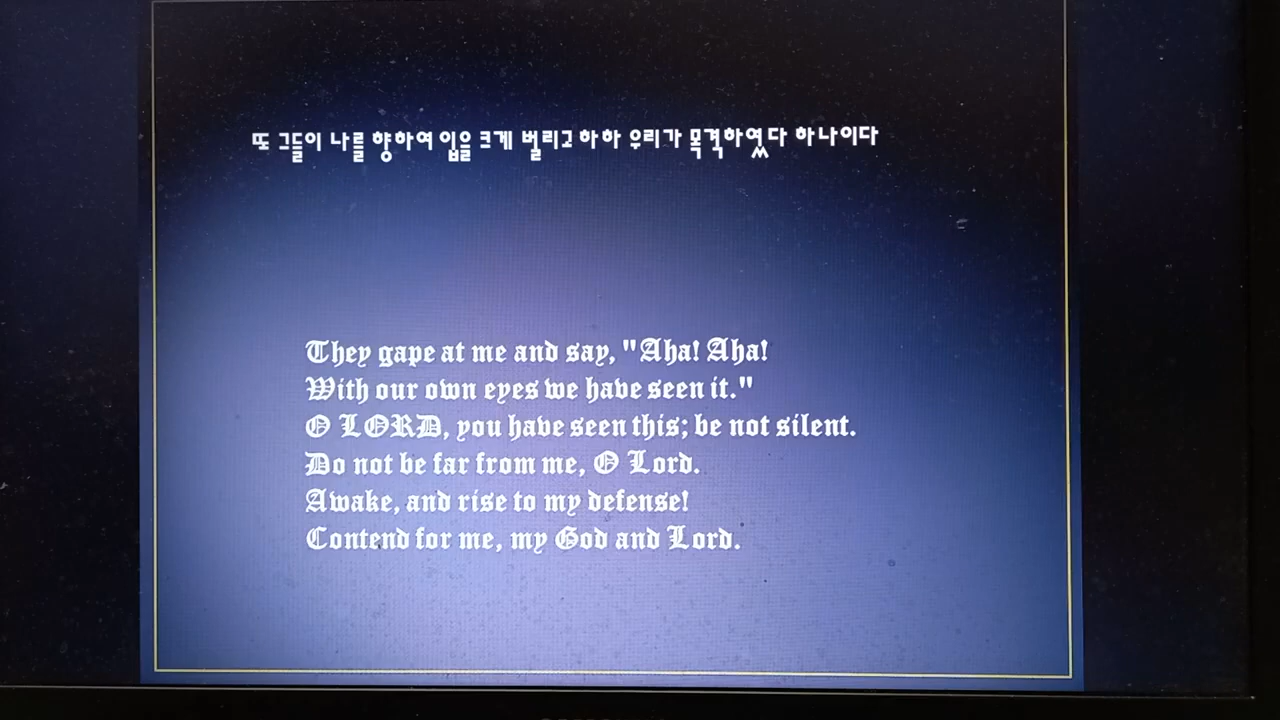 또 그들이 나를 향하여 입을 크게 벌리고 하하 우리가 목격하였다 하나이다
They gape at me and say, "Aha! Aha!
With our own eyes we have seen it."
O LORD, you have seen this; be not silent.
Do not be far from me, O Lord.
Awake, and rise to my defense!
Contend for me, my God and Lord.